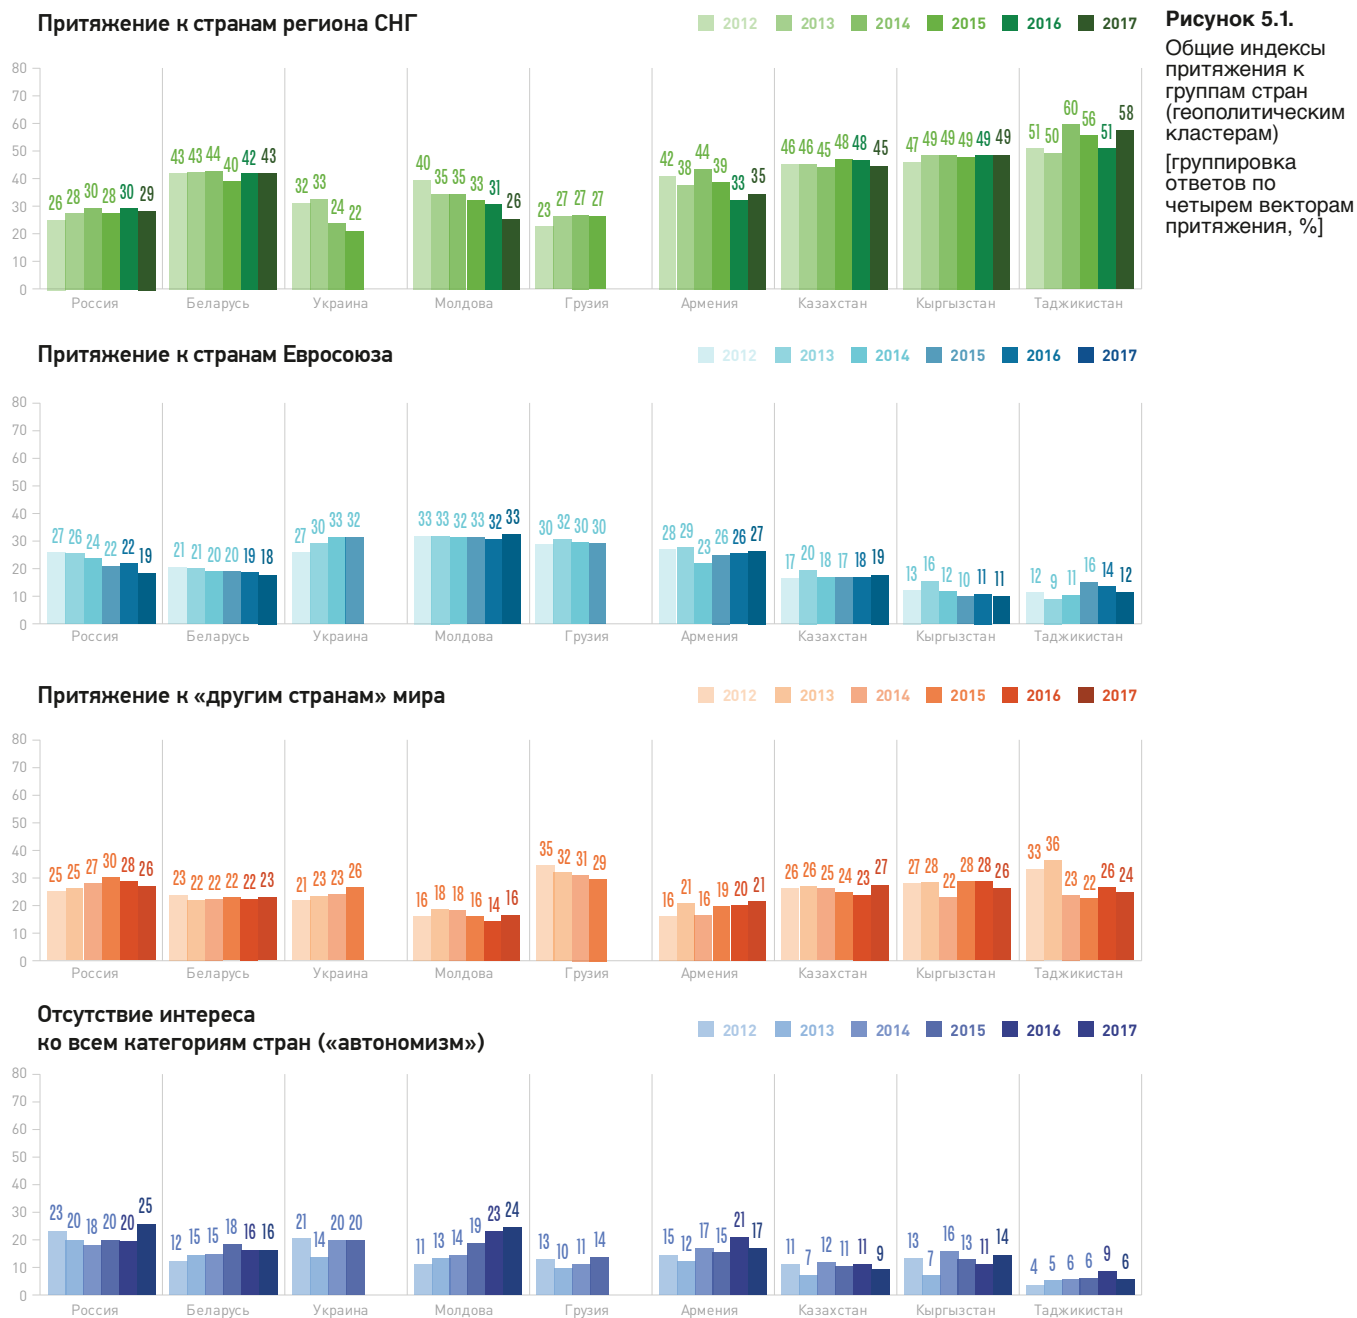 Притяжение к странам региона СНГ
2012 2013 2014 2015 2016 2017
80
70
60
50
40
30
20
10
0
26 28 30 28 30 29
43 43 44 40 42 43
32 33 24 22
40 35 35 33 31 26
23 27 27 27
42 38 44 39 33 35
46 46 45 48 48 45
47 49 49 49 49 49
51 50 60 56 51 58
Россия Беларусь Украина Молдова Грузия Армения Казахстан Кыргызстан Таджикистан
Рисунок 5.1.
Общие индексы
притяжения к
группам стран
(геополитическим
кластерам)
[группировка
ответов по
четырем векторам
притяжения, %]
Притяжение к странам Евросоюза
2012 2013 2014 2015 2016 2017
80
70
60
50
40
30
20
10
0
27 26 24 22 22 19
21 21 20 20 19 18
27 30 33 32
33 33 32 33 32 33
30 32 30 30
28 29 23 26 26 27
17 20 18 17 18 19
13 16 12 10 11 11
12 9 11 16 14 12
Россия Беларусь Украина Молдова Грузия Армения Казахстан Кыргызстан Таджикистан
Притяжение к «другим странам» мира
2012 2013 2014 2015 2016 2017
80
70
60
50
40
30
20
10
0
25 25 27 30 28 26
23 22 22 22 22 23
21 23 23 26
16 18 18 16 14 16
35 32 31 29
16 21 16 19 20 21
26 26 25 24 23 27
27 28 22 28 28 26
33 36 23 22 26 24
Россия Беларусь Украина Молдова Грузия Армения Казахстан Кыргызстан Таджикистан
Отсутствие интереса
ко всем категориям стран («автономизм»)
2012 2013 2014 2015 2016 2017
80
70
60
50
40
30
20
10
0
23 20 18 20 20 25
12 15 15 18 16 16
21 14 20 20
11 13 14 19 23 24
13 10 11 14
15 12 17 15 21 17
11 7 12 11 11 9
13 7 16 13 11 14
4 5 6 6 9 6
Россия Беларусь Украина Молдова Грузия Армения Казахстан Кыргызстан Таджикистан